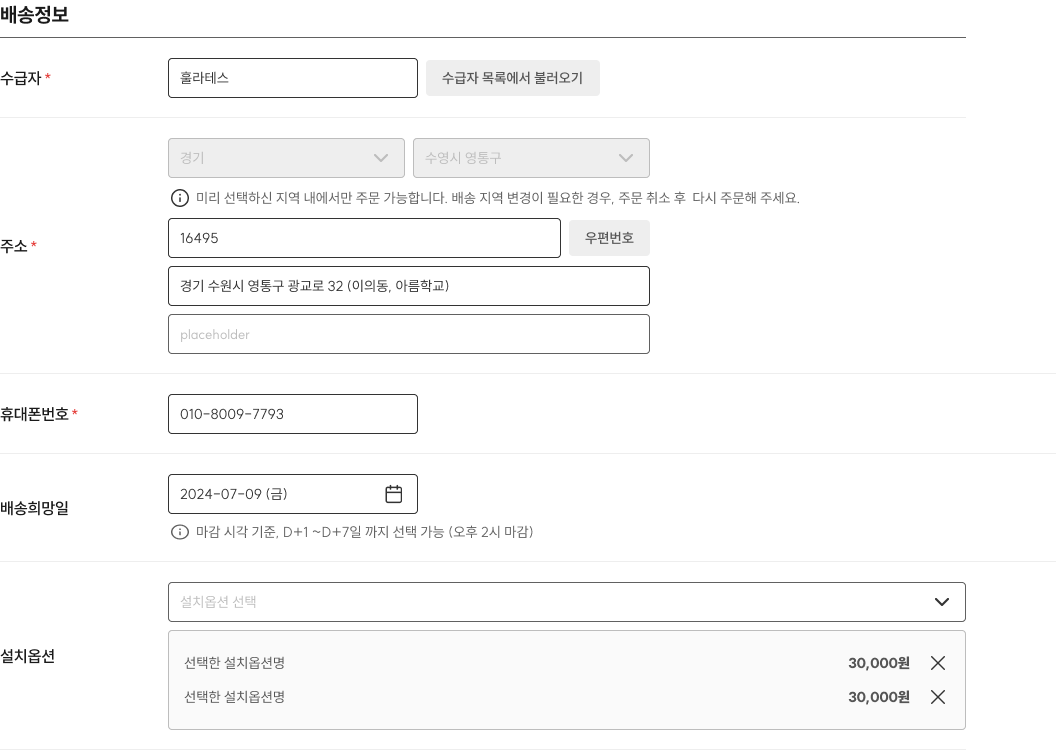 배송정보
수급자 *
홀라테스
수급자 목록에서 불러오기
경기
수영시 영통구
미리 선택하신 지역 내에서만 주문 가능합니다. 배송 지역 변경이 필요한 경우, 주문 취소 후 다시 주문해 주세요.
주소 *
16495
우편번호
경기 수원시 영통구 광교로 32 (이의동, 아름학교)
placeholder
휴대폰번호 *
010-8009-7793
배송희망일
2024-07-09 (금)
마감 시각 기준, D+1 ~D+7일 까지 선택 가능 (오후 2시 마감)
설치옵션
설치옵션 선택
선택한 설치옵션명 30,000원
선택한 설치옵션명 30,000원